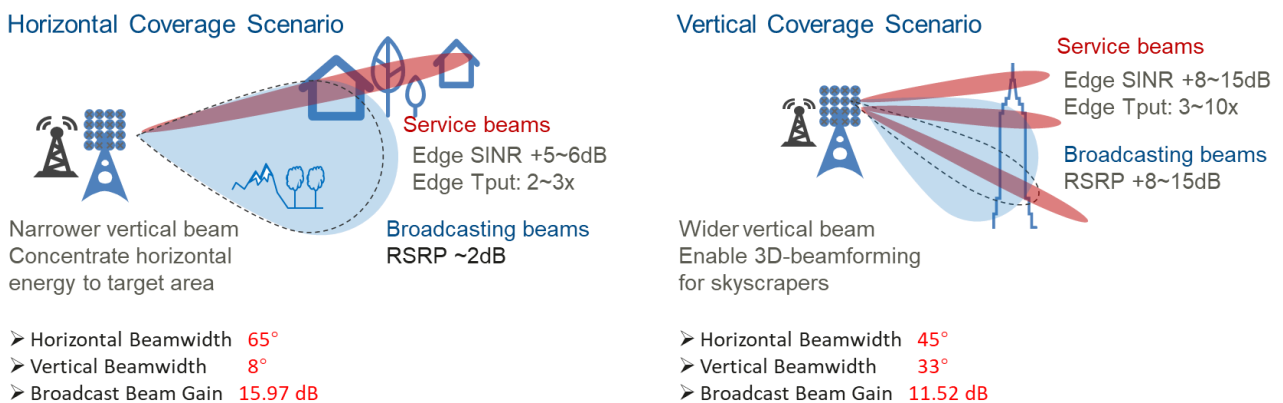 Horizontal Coverage Scenario
Service beams
Edge SINR +5~6dB
Edge Tput: 2~3x
Broadcasting beams
RSRP ~2dB
Narrower vertical beam
Concentrate horizontal
energy to target area
➢ Horizontal Beamwidth 65°
➢ Vertical Beamwidth 8°
➢ Broadcast Beam Gain 15.97 dB
Vertical Coverage Scenario
Service beams
Edge SINR +8~15dB
Edge Tput: 3~10x
Broadcasting beams
RSRP +8~15dB
Wider vertical beam
Enable 3D-beamforming
for skyscrapers
➢ Horizontal Beamwidth 45°
➢ Vertical Beamwidth 33°
➢ Broadcast Beam Gain 11.52 dB